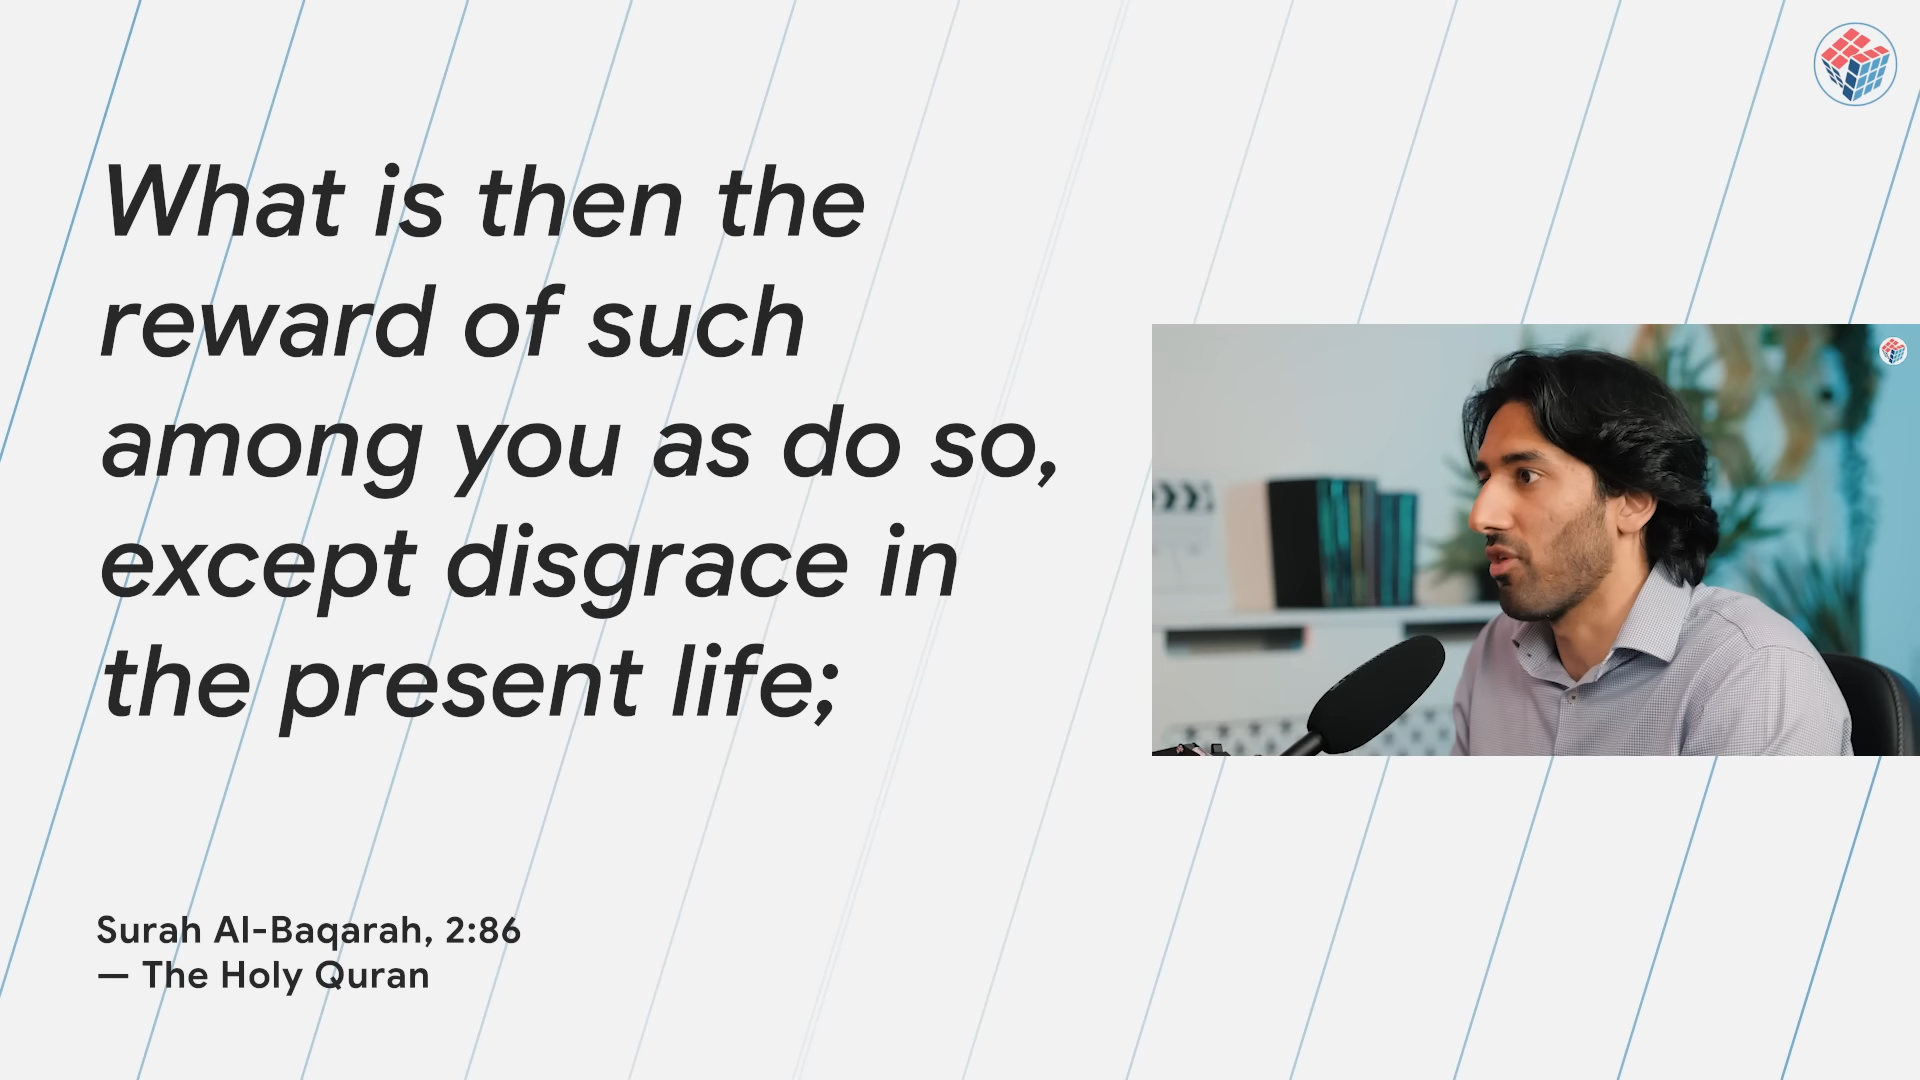 What is then the
reward of such
among you as do so,
except disgrace in
the present life;
Surah Al-Baqarah, 2:86
— The Holy Quran